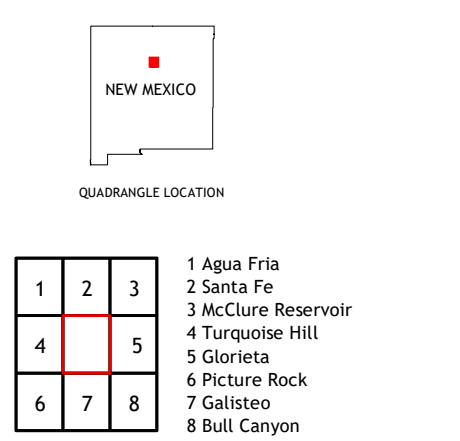 NEW MEXICO
QUADRANGLE LOCATION
1 2 3
4 5
6 7 8
1 Agua Fria
2 Santa Fe
3 McClure Reservoir
4 Turquoise Hill
5 Glorieta
6 Picture Rock
7 Galisteo
8 Bull Canyon